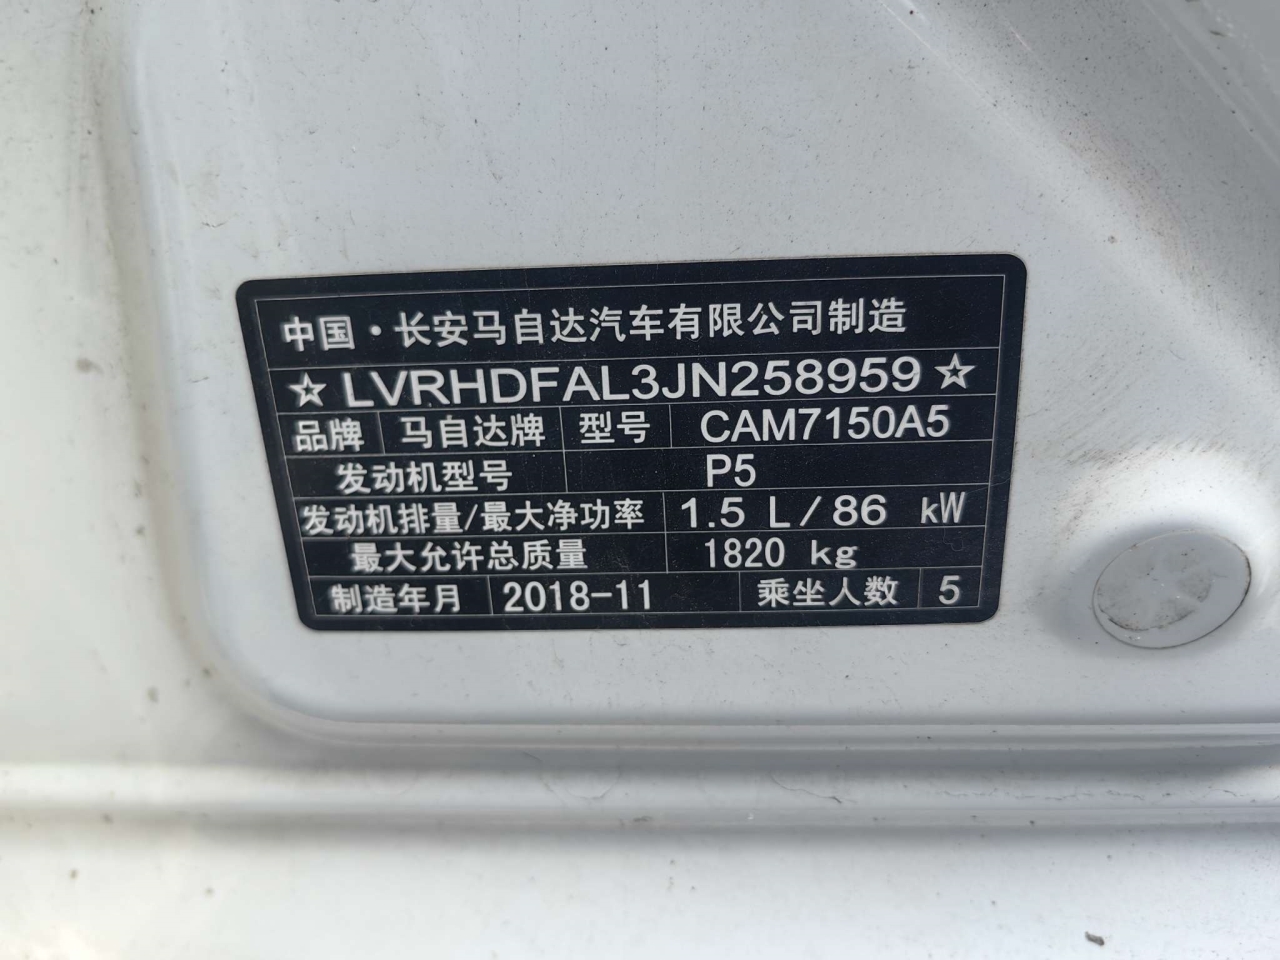 中国·长安马自达汽车有限公司制造
☆LVRHDFAL3JN258959☆
品牌 马自达牌 型号 CAM7150A5
发动机型号 P5
发动机排量/最大净功率 1.5 L/86 kW
最大允许总质量 1820 kg
制造年月 2018-11 乘坐人数 5